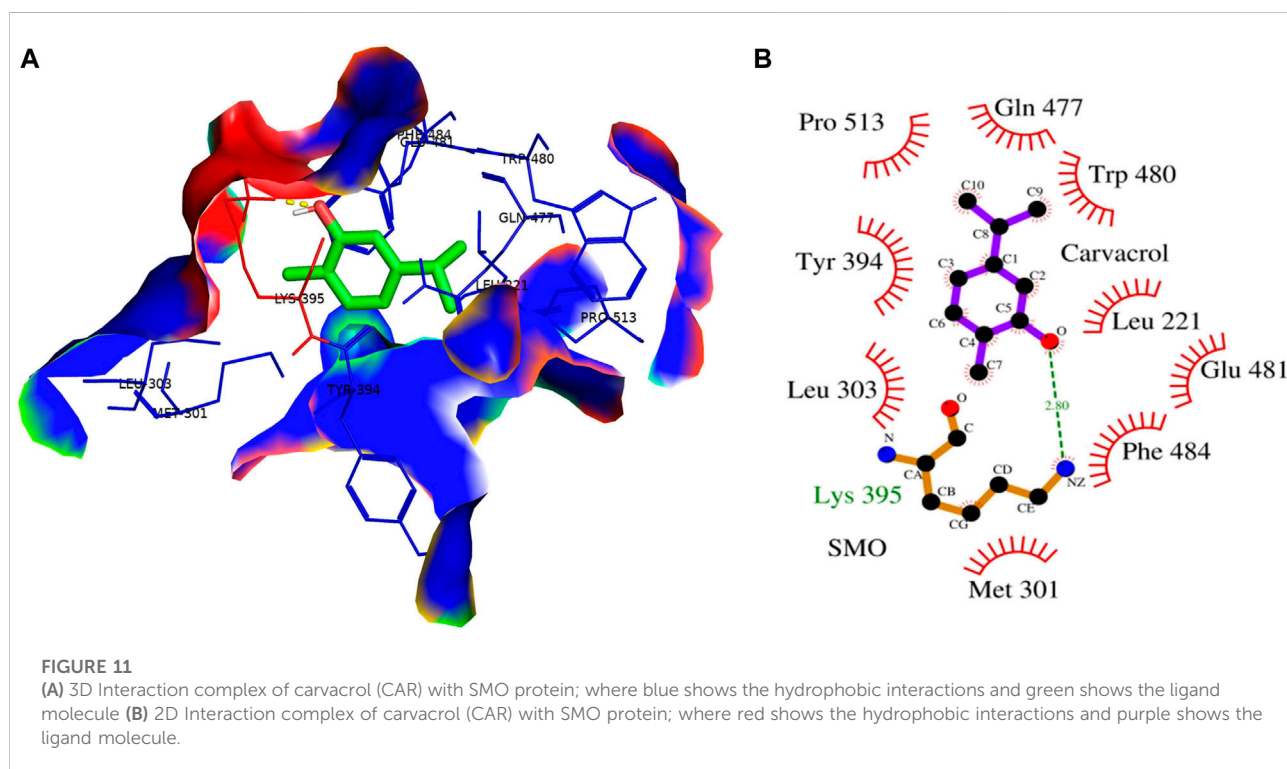 A
PHE-484
GLU-481
TRP-480
GLN-477
LEU-221
LYS-395
PRO-513
LEU-303
MET-301
TYR-394
B
Gln 477
Pro 513
Trp 480
C10
C9
C8
Carvacrol
Tyr 394
C1
C3
C2
C5
O
C6
C4
Leu 221
C7
Glu 481
Leu 303
2.80
O
C
N
Phe 484
CA
CD
NZ
Lys 395
CB
CE
CG
SMO
Met 301
FIGURE 11
(A) 3D Interaction complex of carvacrol (CAR) with SMO protein; where blue shows the hydrophobic interactions and green shows the ligand
molecule (B) 2D Interaction complex of carvacrol (CAR) with SMO protein; where red shows the hydrophobic interactions and purple shows the
ligand molecule.